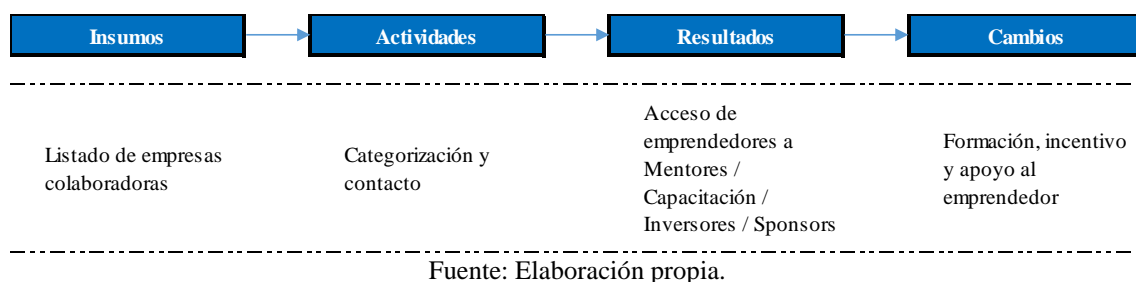 Insumos
Actividades
Resultados
Cambios
Listado de empresas
colaboradoras
Categorización y
contacto
Acceso de
emprendedores a
Mentores /
Capacitación /
Inversores / Sponsors
Formación, incentivo
y apoyo al
emprendedor
Fuente: Elaboración propia.